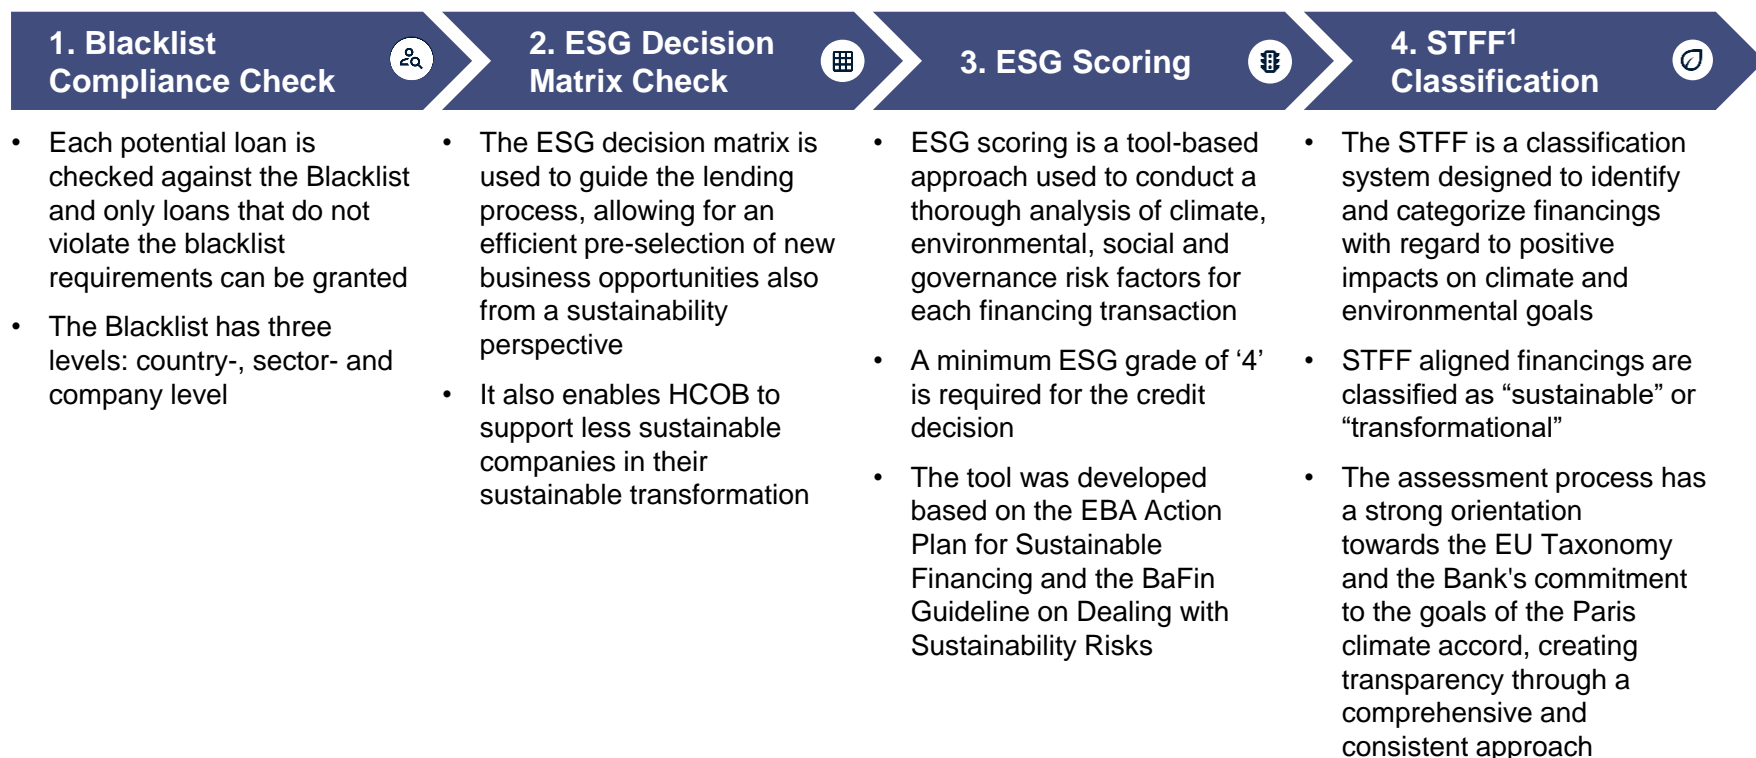 1. Blacklist
Compliance Check
2. ESG Decision
Matrix Check
3. ESG Scoring
4. STFF¹
Classification
• Each potential loan is
checked against the Blacklist
and only loans that do not
violate the blacklist
requirements can be granted
• The Blacklist has three
levels: country-, sector- and
company level
• The ESG decision matrix is
used to guide the lending
process, allowing for an
efficient pre-selection of new
business opportunities also
from a sustainability
perspective
• It also enables HCOB to
support less sustainable
companies in their
sustainable transformation
• ESG scoring is a tool-based
approach used to conduct a
thorough analysis of climate,
environmental, social and
governance risk factors for
each financing transaction
• A minimum ESG grade of ‘4’
is required for the credit
decision
• The tool was developed
based on the EBA Action
Plan for Sustainable
Financing and the BaFin
Guideline on Dealing with
Sustainability Risks
• The STFF is a classification
system designed to identify
and categorize financings
with regard to positive
impacts on climate and
environmental goals
• STFF aligned financings are
classified as “sustainable” or
“transformational”
• The assessment process has
a strong orientation
towards the EU Taxonomy
and the Bank's commitment
to the goals of the Paris
climate accord, creating
transparency through a
comprehensive and
consistent approach